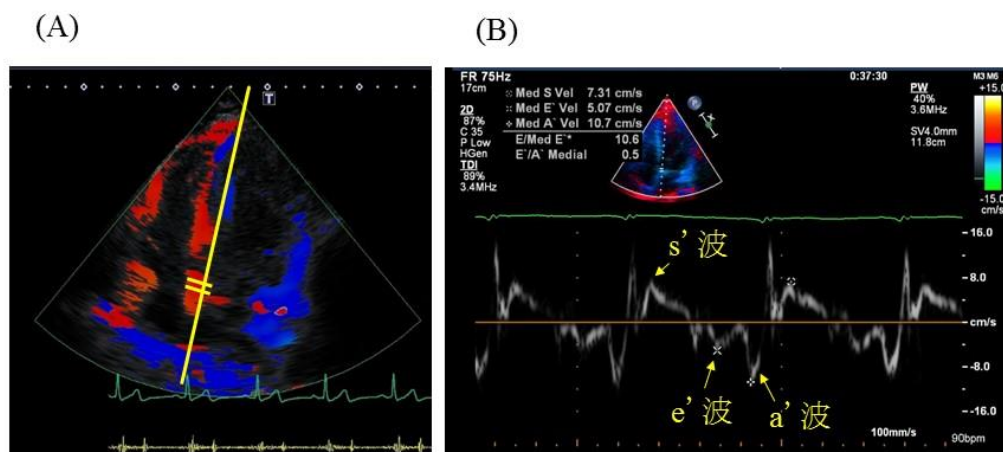 (A)
(B)
T
FR 75Hz
17cm
2D
87%
C 35
P Low
HGen
TDI
89%
3.4MHz
Med S Vel 7.31 cm/s
Med E` Vel 5.07 cm/s
Med A` Vel 10.7 cm/s
E/Med E`* 10.6
E`/A` Medial 0.5
P
0:37:30
PW
40%
3.6MHz
SV4.0mm
11.8cm
M3 M6
+15.0
-15.0
cm/s
16.0
8.0
cm/s
-8.0
-16.0
s’ 波
e’ 波
a’ 波
100mm/s
90bpm